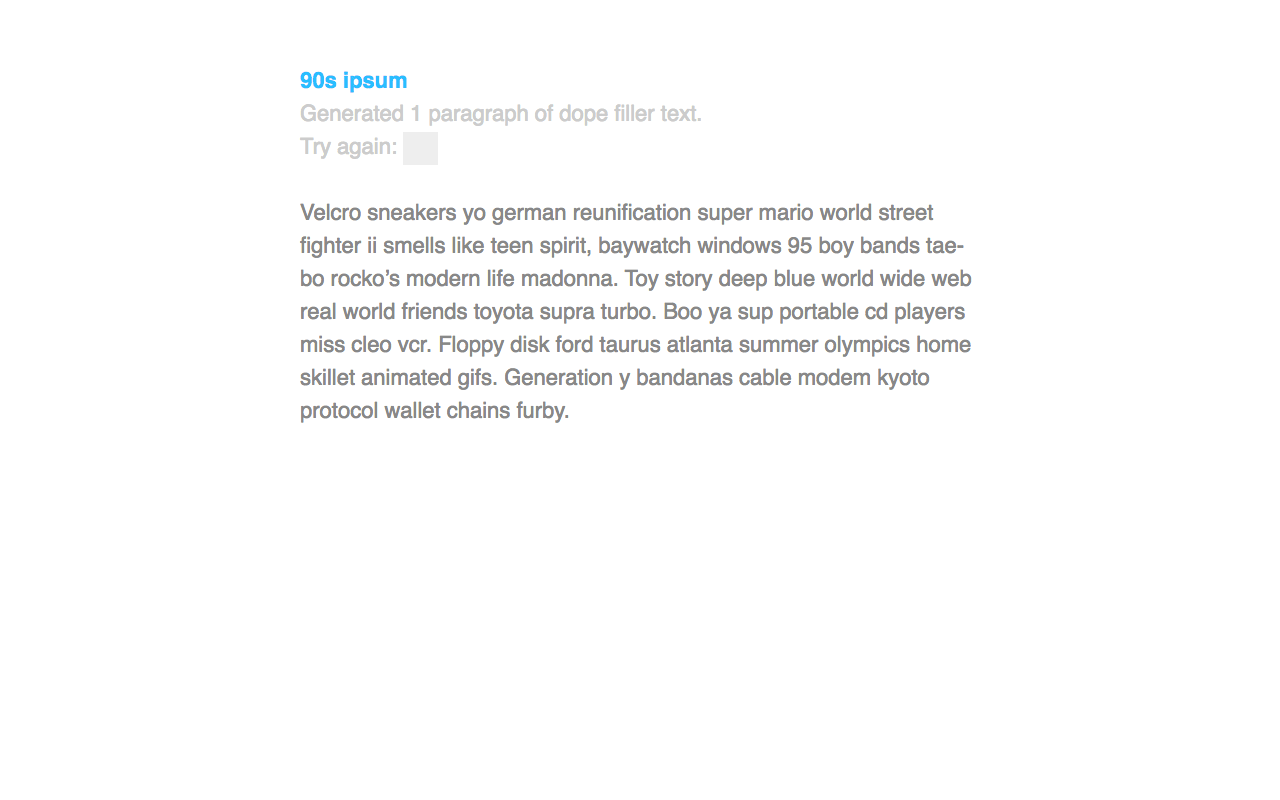 90s ipsum
Generated 1 paragraph of dope filler text.
Try again:
Velcro sneakers yo german reunification super mario world street
fighter ii smells like teen spirit, baywatch windows 95 boy bands tae-
bo rocko’s modern life madonna. Toy story deep blue world wide web
real world friends toyota supra turbo. Boo ya sup portable cd players
miss cleo vcr. Floppy disk ford taurus atlanta summer olympics home
skillet animated gifs. Generation y bandanas cable modem kyoto
protocol wallet chains furby.